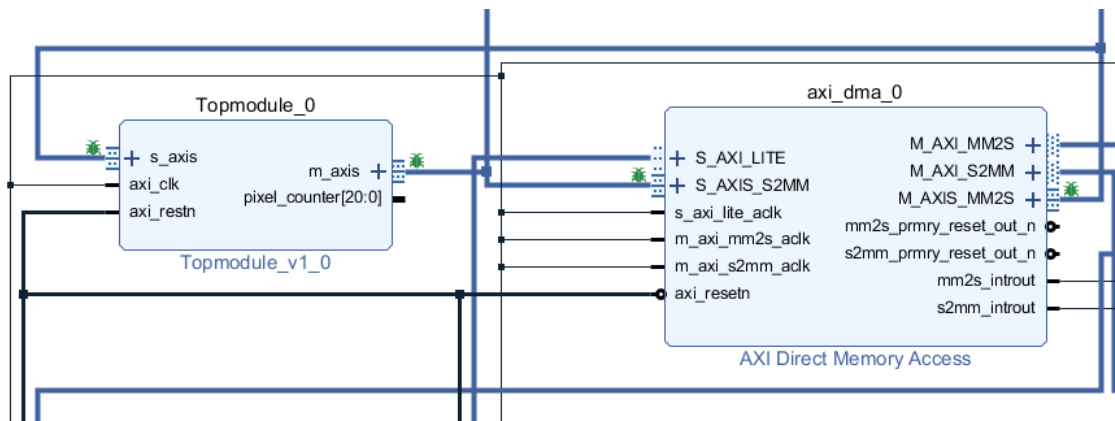 Topmodule_0
s_axis
axi_clk
axi_restn
m_axis
pixel_counter[20:0]
Topmodule_v1_0
axi_dma_0
S_AXI_LITE
S_AXIS_S2MM
s_axi_lite_aclk
m_axi_mm2s_aclk
m_axi_s2mm_aclk
axi_resetn
M_AXI_MM2S
M_AXI_S2MM
M_AXIS_MM2S
mm2s_prmry_reset_out_n
s2mm_prmry_reset_out_n
mm2s_introut
s2mm_introut
AXI Direct Memory Access